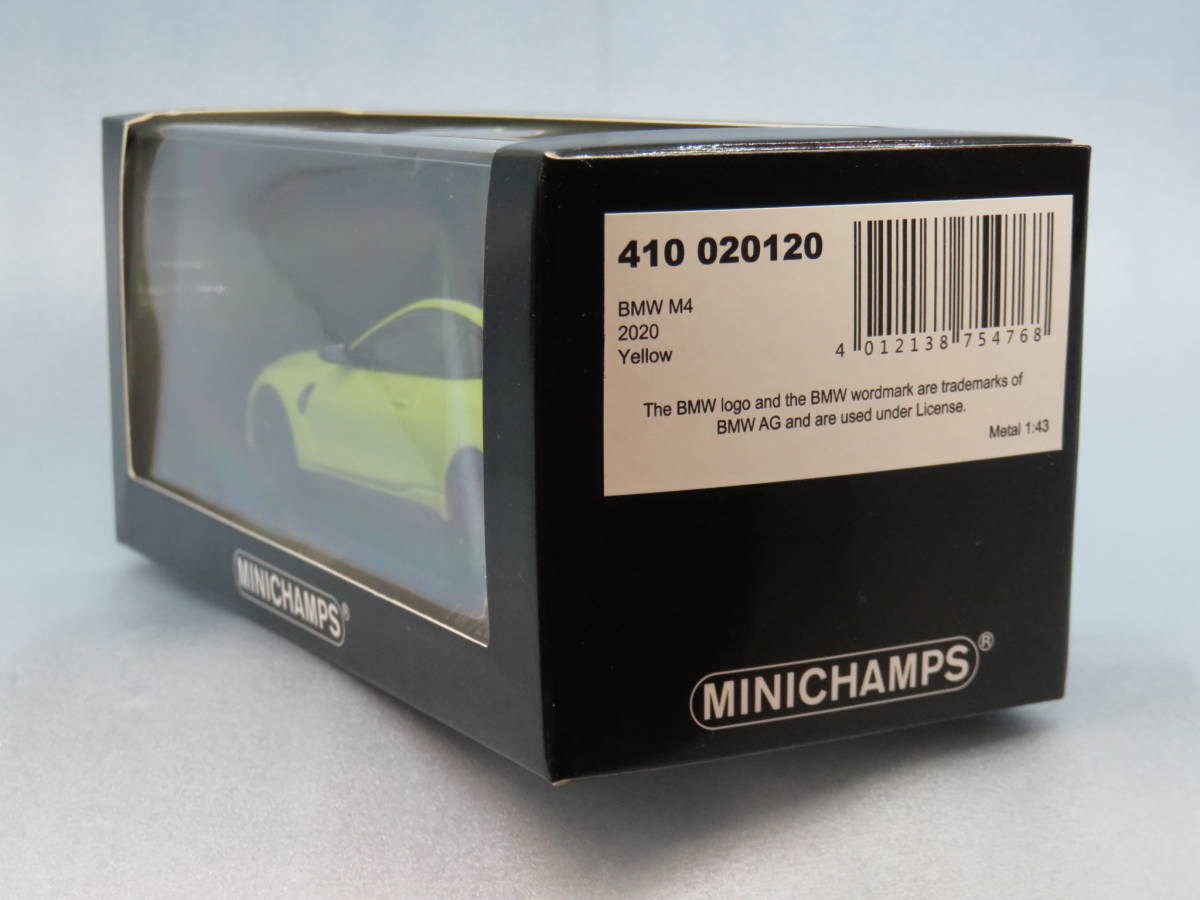 410 020120
BMW M4
2020
Yellow
4 012138 754768
The BMW logo and the BMW wordmark are trademarks of
BMW AG and are used under License.
Metal 1:43
MINICHAMPS®
MINICHAMPS®